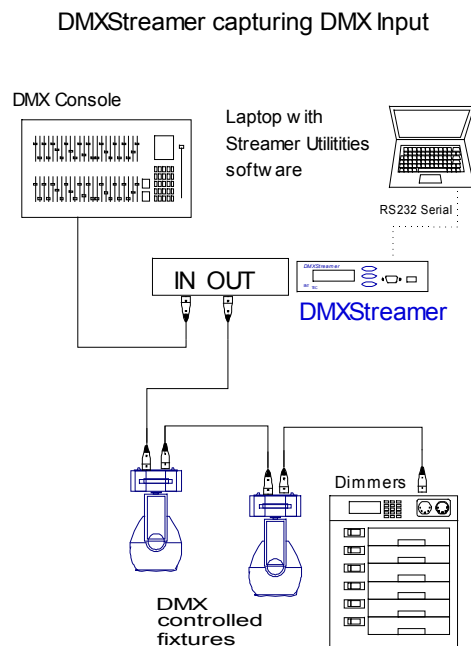 DMXStreamer capturing DMX Input
DMX Console
Laptop with
Streamer Utilitities
software
RS232 Serial
IN OUT
DMXStreamer
DMXStreamer
Dimmers
DMX
controlled
fixtures